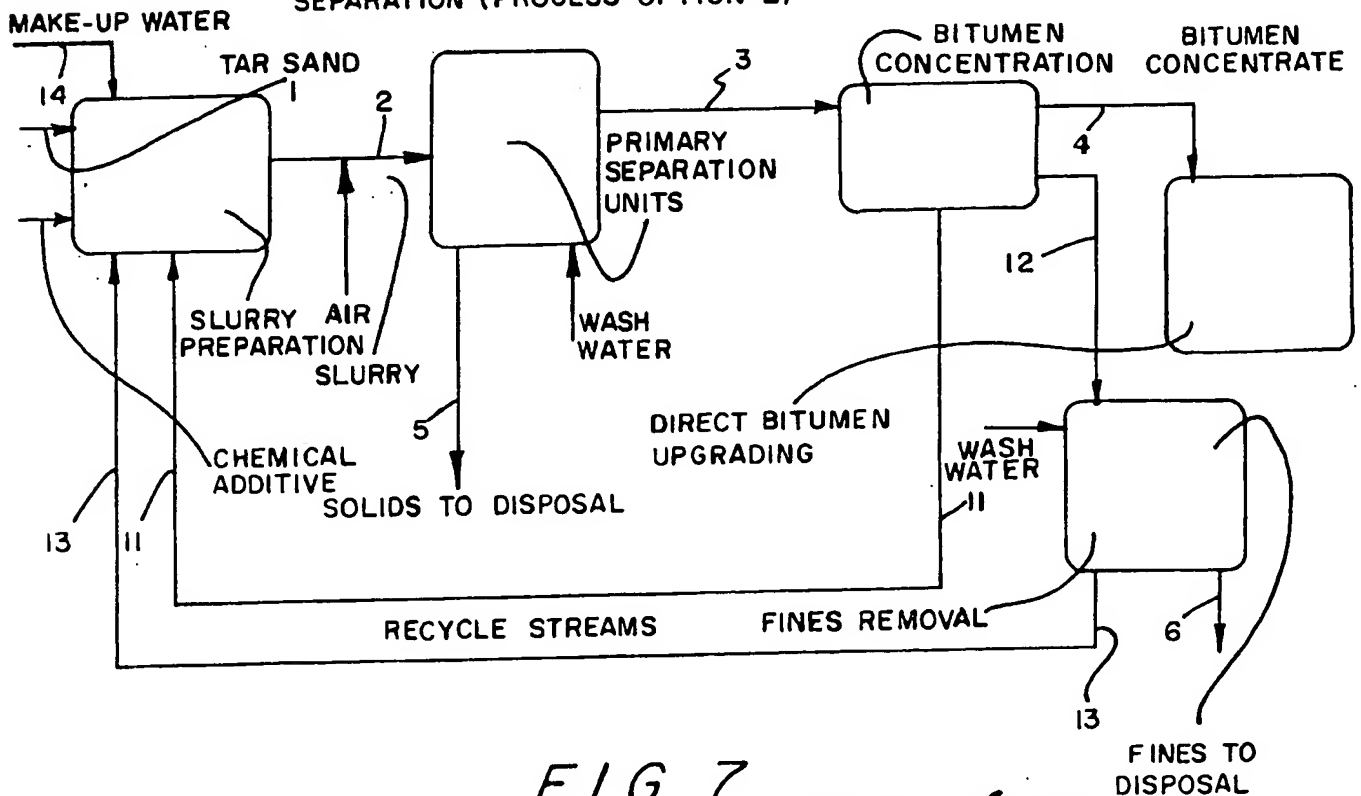 SEPARATION (PROCESS OPTION 2)
MAKE-UP WATER
14
TAR SAND
1
2
3
BITUMEN
CONCENTRATION
BITUMEN
CONCENTRATE
4
PRIMARY
SEPARATION
UNITS
12
SLURRY
PREPARATION
AIR
SLURRY
WASH
WATER
5
DIRECT BITUMEN
UPGRADING
WASH
WATER
CHEMICAL
ADDITIVE
SOLIDS TO DISPOSAL
13
11
11
RECYCLE STREAMS
FINES REMOVAL
6
13
FINES TO
DISPOSAL
FIG 7